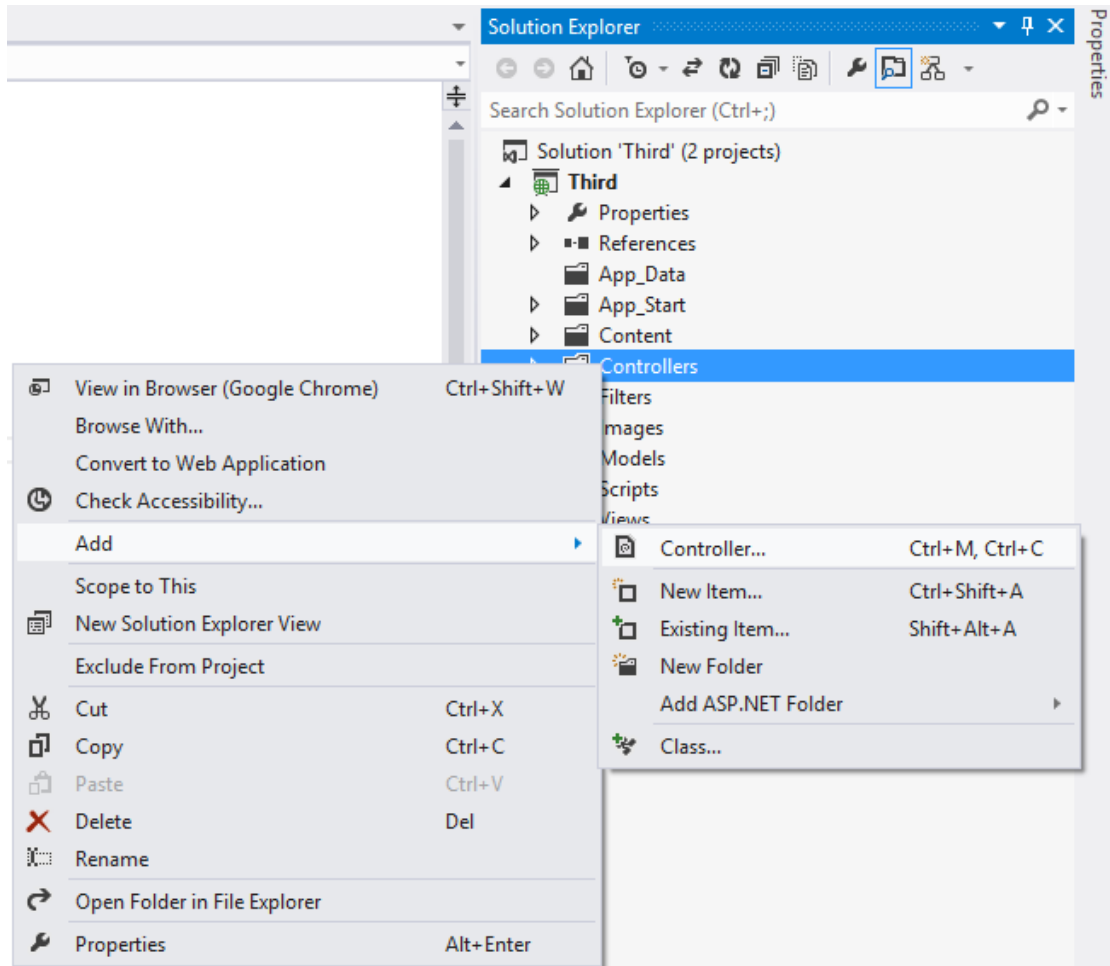 Solution Explorer
Properties
Search Solution Explorer (Ctrl+;)
Solution 'Third' (2 projects)
Third
Properties
References
App_Data
App_Start
Content
Controllers
Filters
Images
Models
Scripts
Views
View in Browser (Google Chrome) Ctrl+Shift+W
Browse With...
Convert to Web Application
Check Accessibility...
Add
Scope to This
New Solution Explorer View
Exclude From Project
Cut Ctrl+X
Copy Ctrl+C
Paste Ctrl+V
Delete Del
Rename
Open Folder in File Explorer
Properties Alt+Enter
Controller... Ctrl+M, Ctrl+C
New Item... Ctrl+Shift+A
Existing Item... Shift+Alt+A
New Folder
Add ASP.NET Folder
Class...